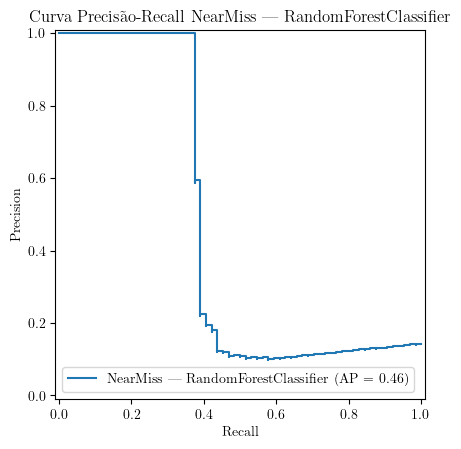 Curva Precisão-Recall NearMiss — RandomForestClassifier
1.0
0.8
0.6
0.4
0.2
0.0
Precision
NearMiss — RandomForestClassifier (AP = 0.46)
0.0 0.2 0.4 0.6 0.8 1.0
Recall